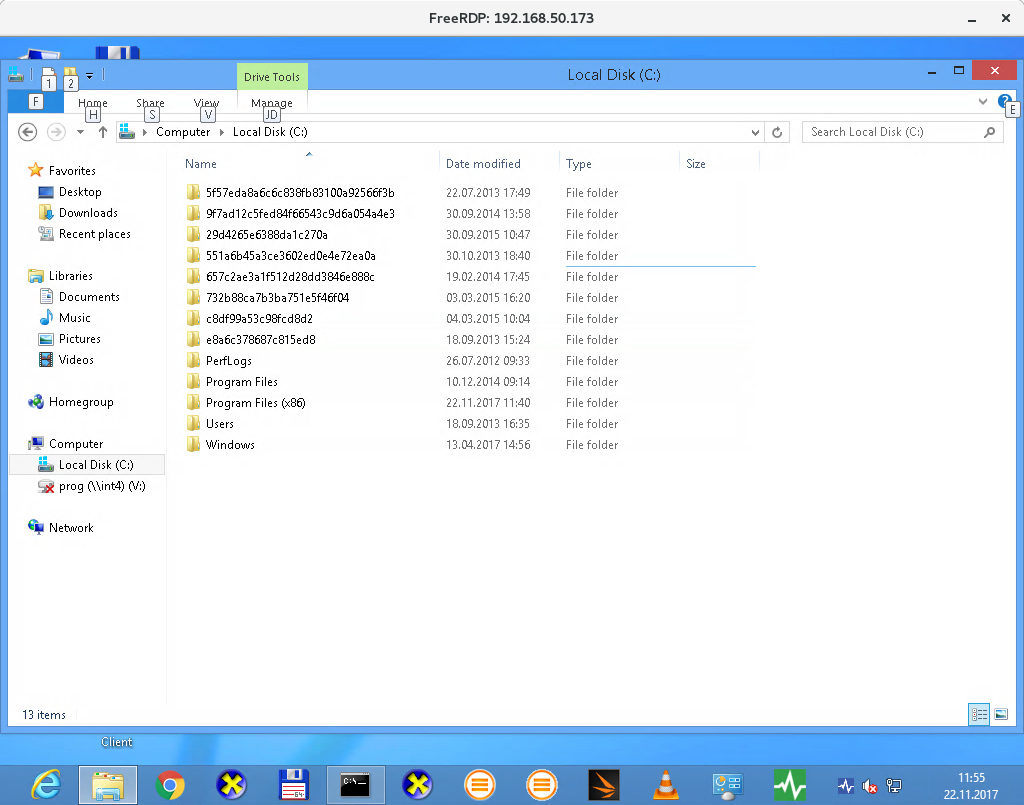 FreeRDP: 192.168.50.173
Drive Tools
Local Disk (C:)
1 2
Home Share View Manage
F H S V JD E
Computer Local Disk (C:)
Search Local Disk (C:)
Name Date modified Type Size
Favorites
Desktop
Downloads
Recent places
Libraries
Documents
Music
Pictures
Videos
Homegroup
Computer
Local Disk (C:)
prog (\\int4) (V:)
Network
5f57eda8a6c6c838fb83100a92566f3b 22.07.2013 17:49 File folder
9f7ad12c5fed84f66543c9d6a054a4e3 30.09.2014 13:58 File folder
29d4265e6388da1c270a 30.09.2015 10:47 File folder
551a6b45a3ce3602ed0e4e72ea0a 30.10.2013 18:40 File folder
657c2ae3a1f512d28dd3846e888c 19.02.2014 17:45 File folder
732b88ca7b3ba751e5f46f04 03.03.2015 16:20 File folder
c8df99a53c98fcd8d2 04.03.2015 10:04 File folder
e8a6c378687c815ed8 18.09.2013 15:24 File folder
PerfLogs 26.07.2012 09:33 File folder
Program Files 10.12.2014 09:14 File folder
Program Files (x86) 22.11.2017 11:40 File folder
Users 18.09.2013 16:35 File folder
Windows 13.04.2017 14:56 File folder
13 items
Client
64
C:\_
11:55
22.11.2017